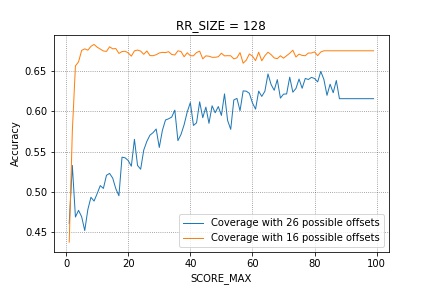 RR_SIZE = 128
Accuracy
0.65
0.60
0.55
0.50
0.45
Coverage with 26 possible offsets
Coverage with 16 possible offsets
0 20 40 60 80 100
SCORE_MAX